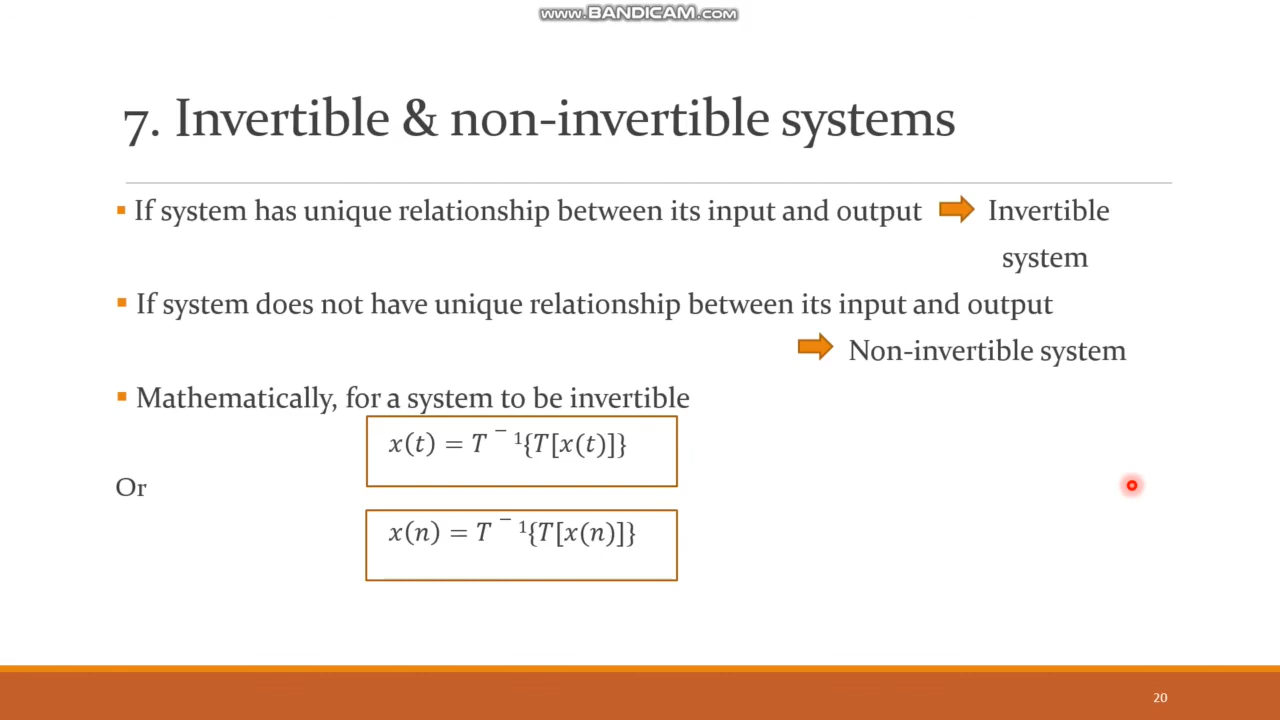 www.BANDICAM.com
7. Invertible & non-invertible systems
▪ If system has unique relationship between its input and output ➡ Invertible
system
▪ If system does not have unique relationship between its input and output
➡ Non-invertible system
▪ Mathematically, for a system to be invertible
x(t) = T⁻¹{T[x(t)]}
Or
x(n) = T⁻¹{T[x(n)]}
20